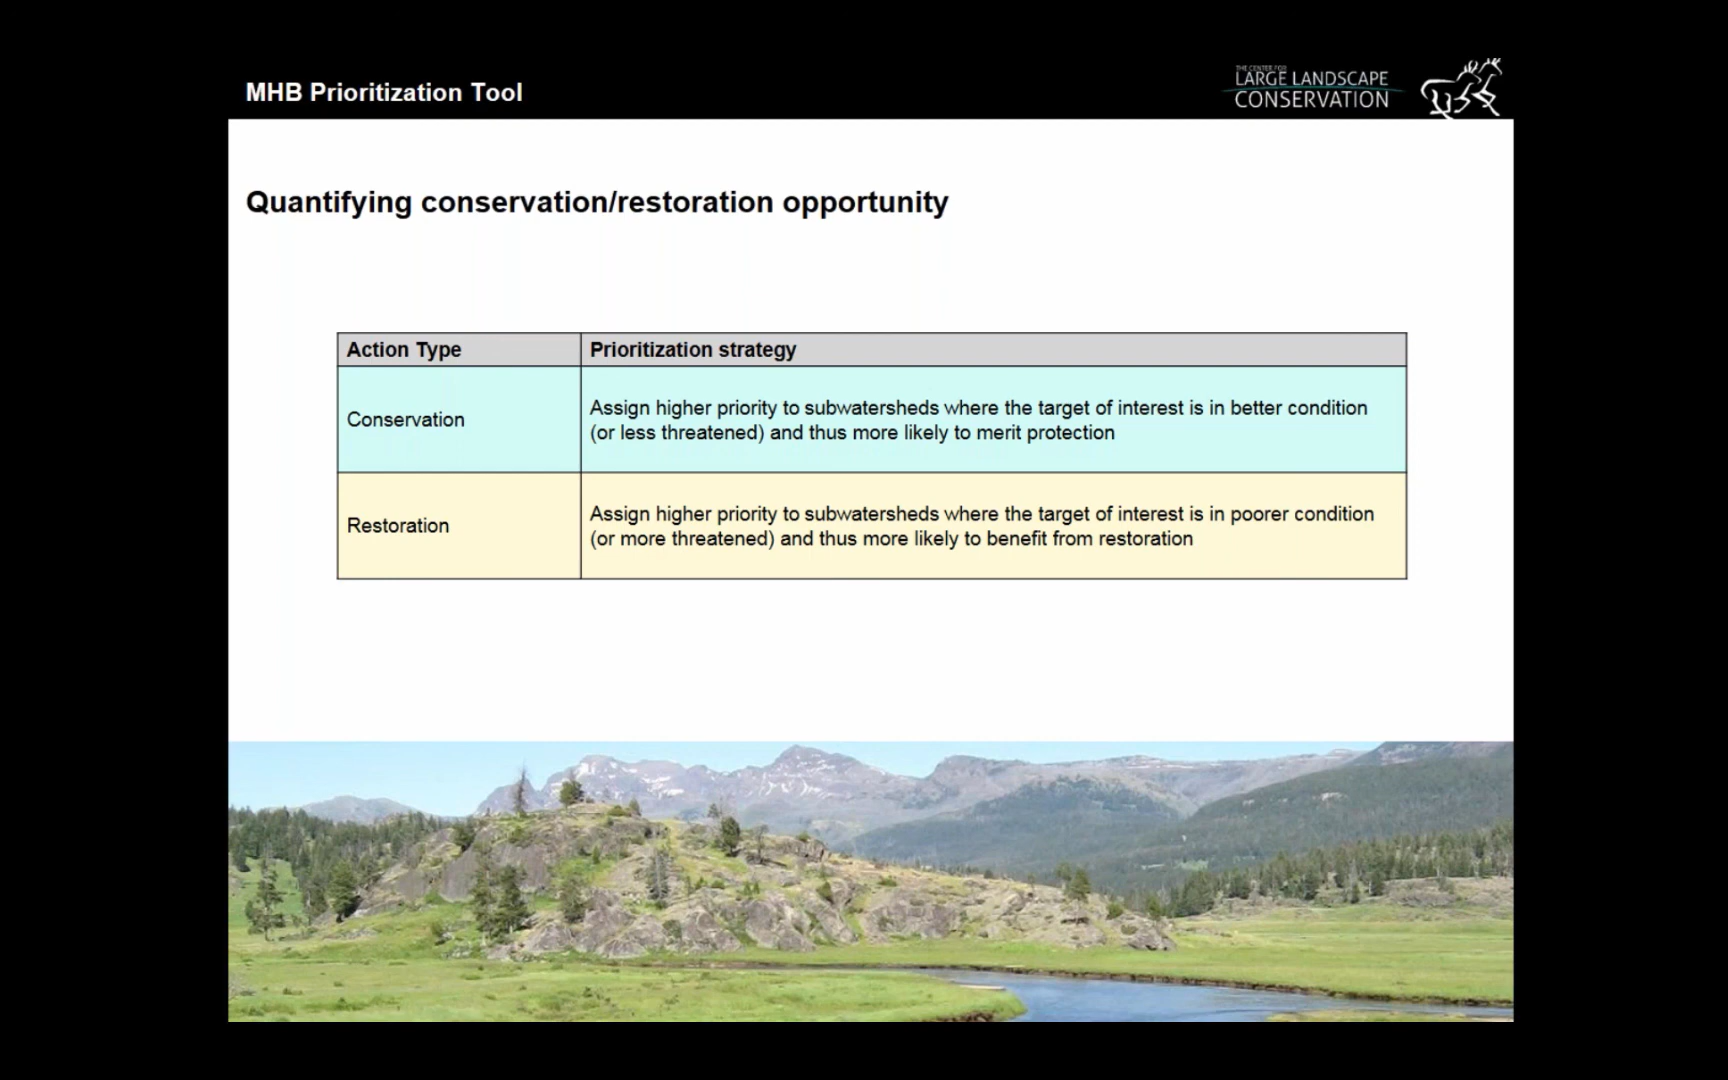 MHB Prioritization Tool
THE CENTER FOR
LARGE LANDSCAPE
CONSERVATION
Quantifying conservation/restoration opportunity
Action Type
Prioritization strategy
Conservation
Assign higher priority to subwatersheds where the target of interest is in better condition
(or less threatened) and thus more likely to merit protection
Restoration
Assign higher priority to subwatersheds where the target of interest is in poorer condition
(or more threatened) and thus more likely to benefit from restoration